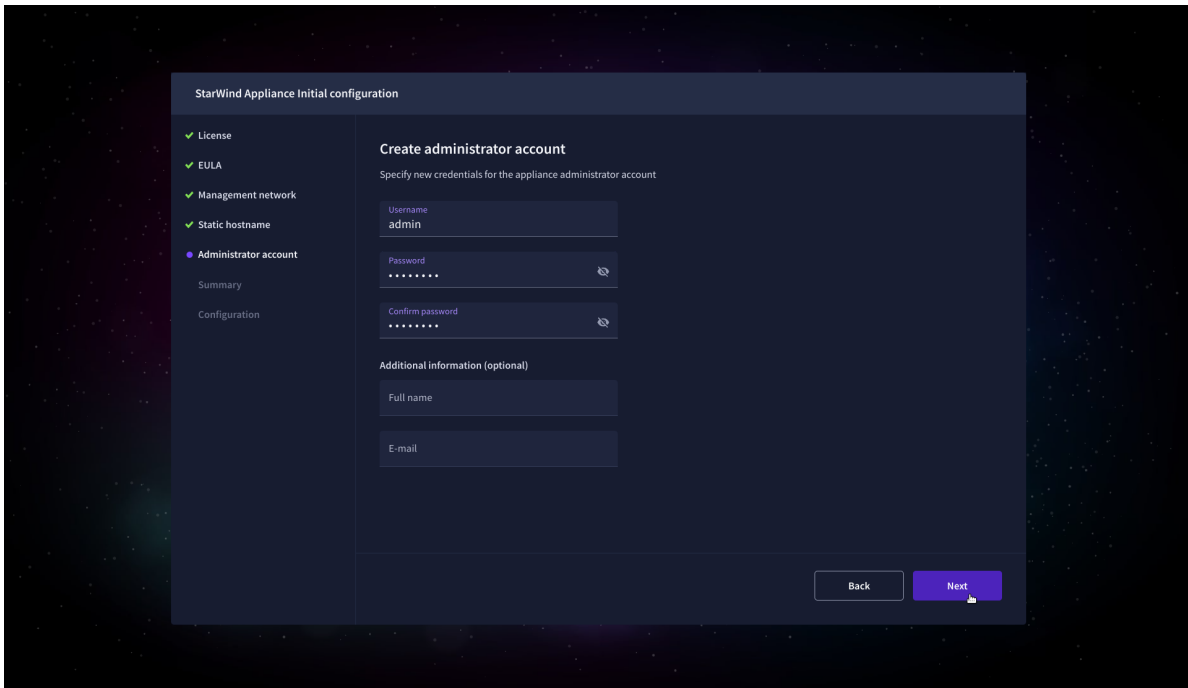 StarWind Appliance Initial configuration
License
EULA
Management network
Static hostname
Administrator account
Summary
Configuration
Create administrator account
Specify new credentials for the appliance administrator account
Username
admin
Password
••••••••
Confirm password
••••••••
Additional information (optional)
Full name
E-mail
Back
Next